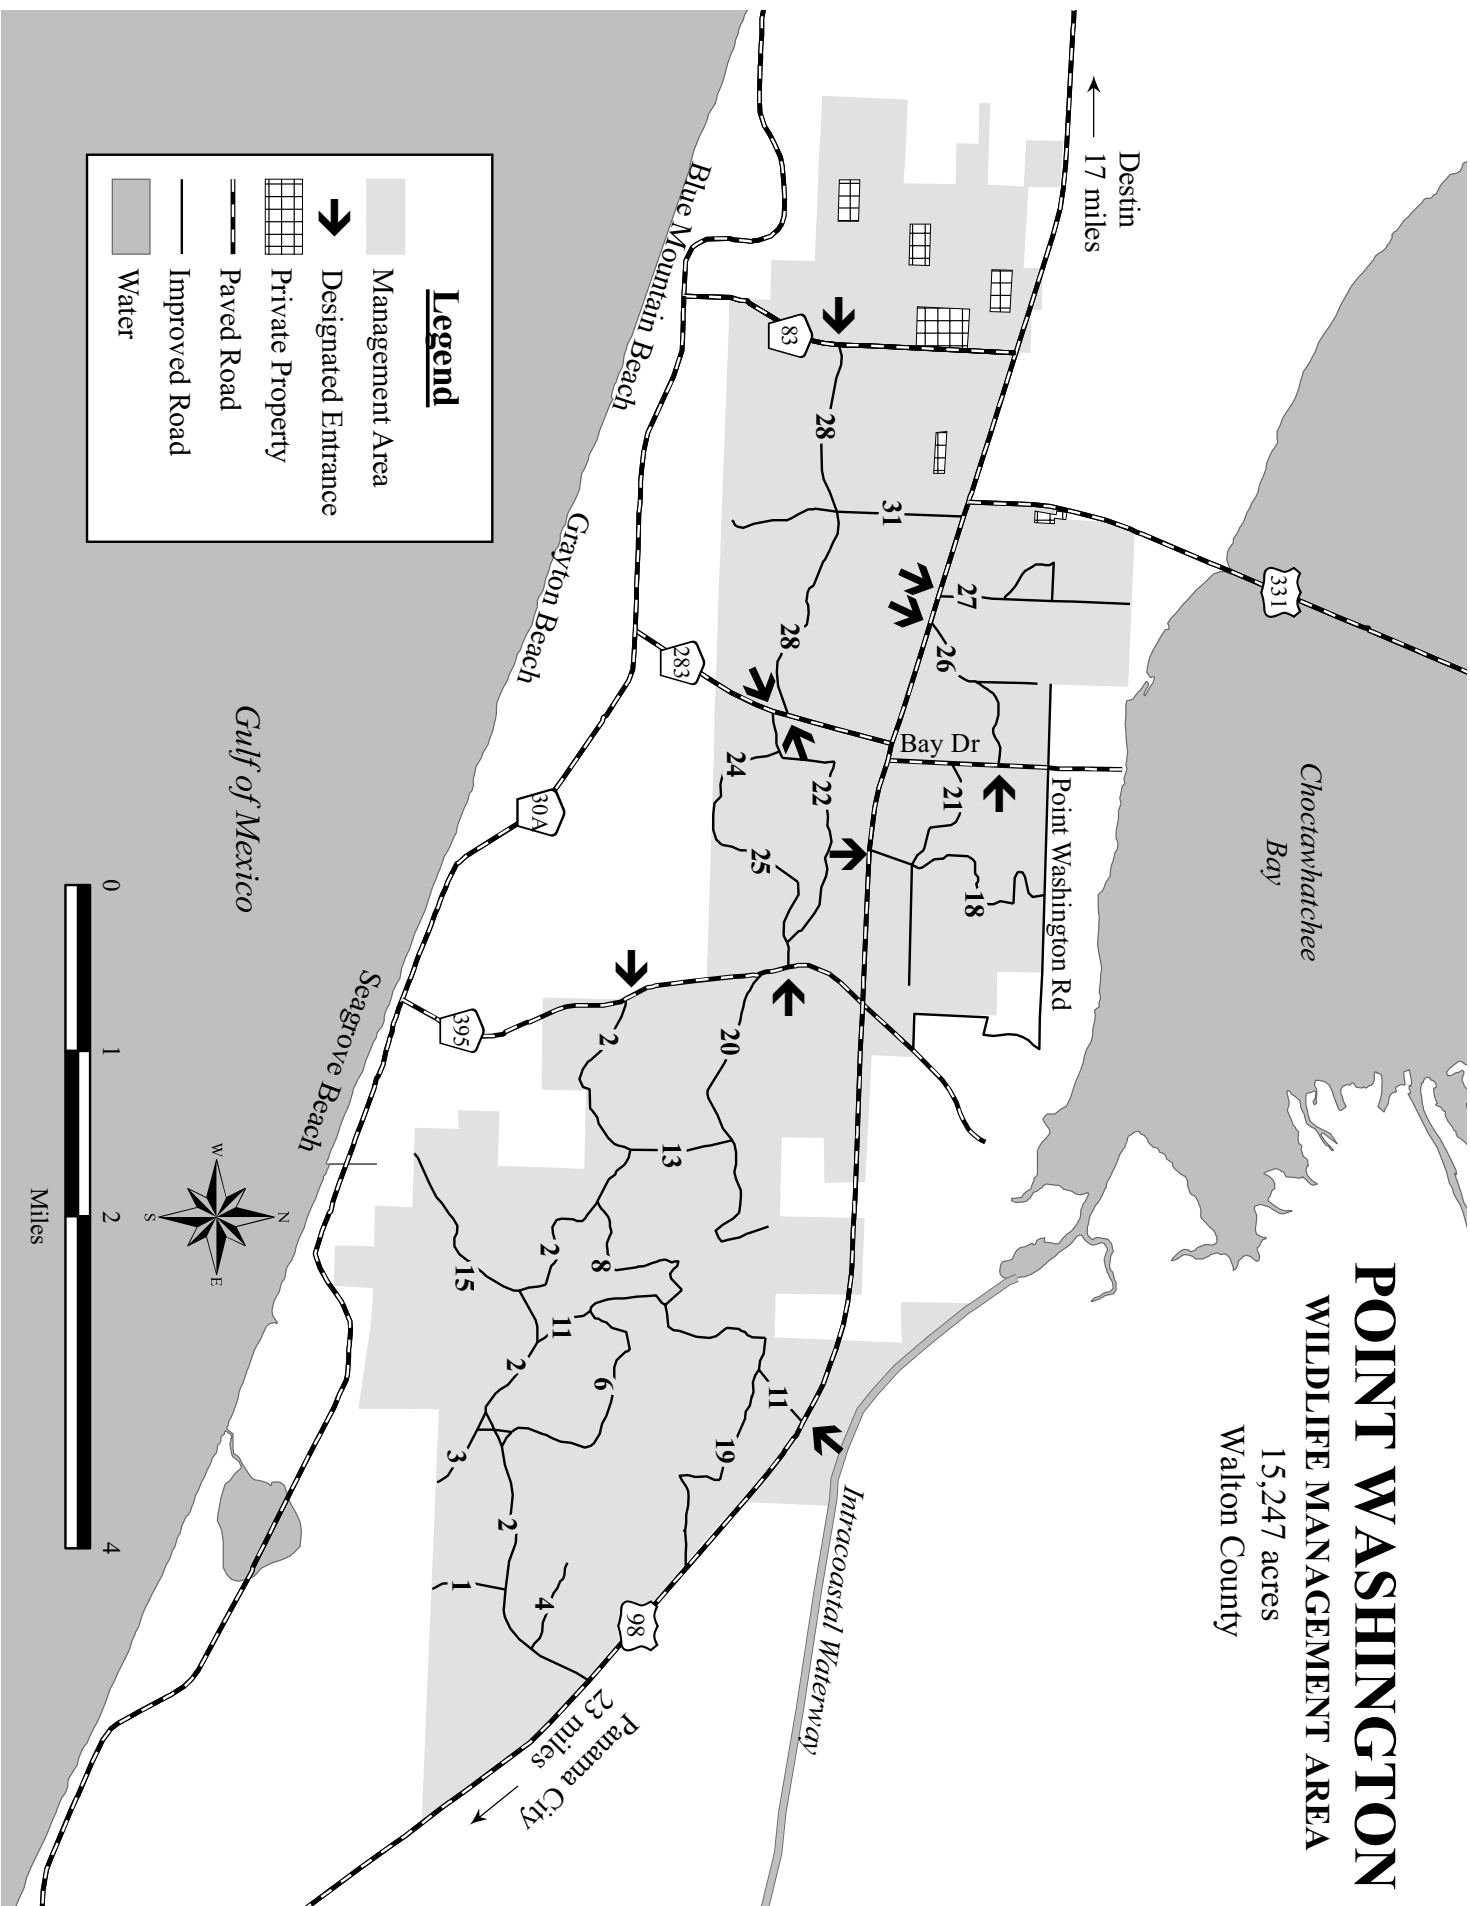 POINT WASHINGTON
WILDLIFE MANAGEMENT AREA
15,247 acres
Walton County
Destin
17 miles
Choctawhatchee
Bay
331
Point Washington Rd
Bay Dr
Intracoastal Waterway
27
26
21
18
31
28
28
83
283
24
22
25
20
2
13
395
30A
15
2
8
11
2
6
11
19
3
2
1
4
98
Panama City
23 miles
Blue Mountain Beach
Grayton Beach
Seagrove Beach
Gulf of Mexico
Legend
Management Area
Designated Entrance
Private Property
Paved Road
Improved Road
Water
N
W
E
S
0 1 2 4
Miles